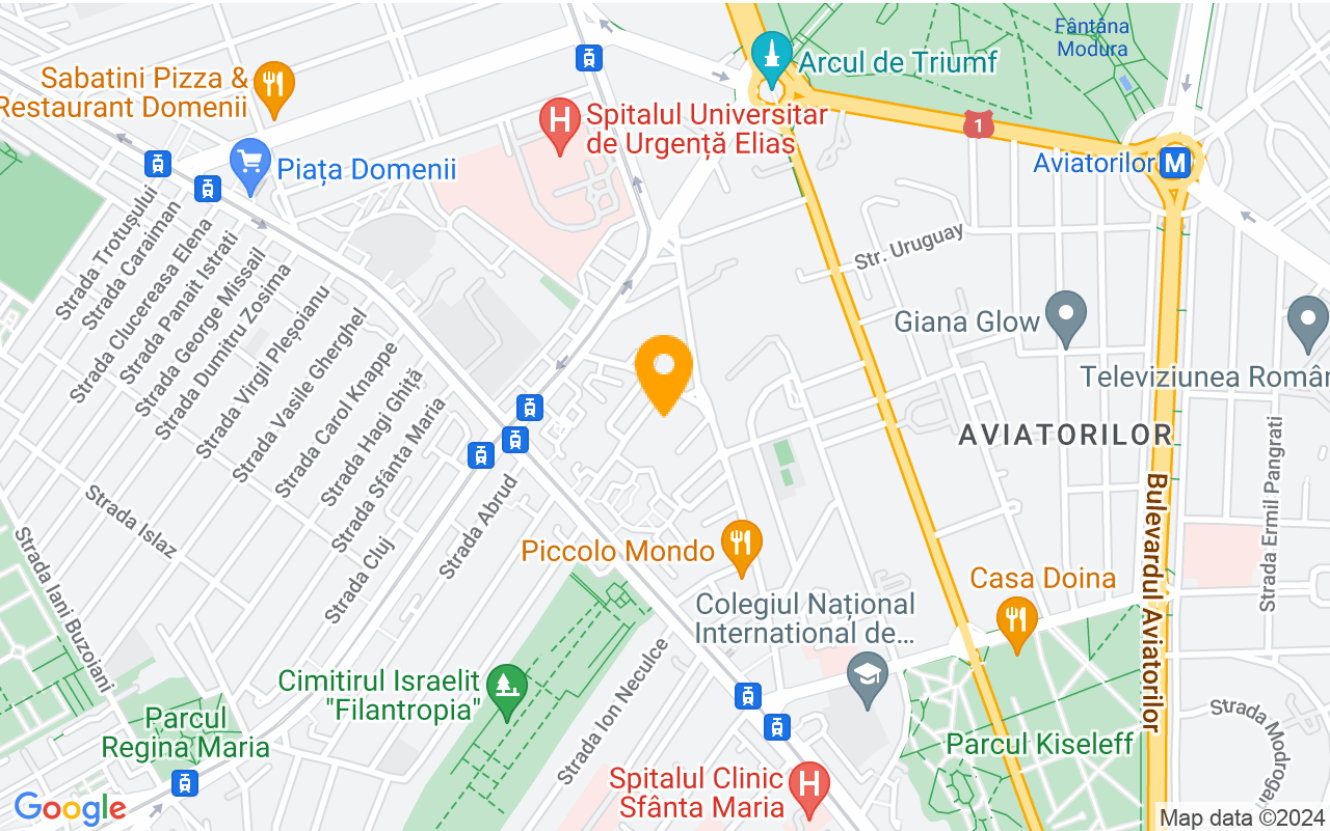 Fântâna
Modura
Arcul de Triumf
Sabatini Pizza &
Restaurant Domenii
Spitalul Universitar
de Urgență Elias
1
Aviatorilor M
Piața Domenii
Strada Trotușului
Strada Caraiman
Strada Clucereasa Elena
Strada Panait Istrati
Strada George Missail
Strada Dumitru Zosima
Strada Virgil Pleșoianu
Strada Vasile Gherghel
Strada Carol Knappe
Strada Hagi Ghiță
Strada Sfânta Maria
Str. Uruguay
Giana Glow
Televiziunea Român
AVIATORILOR
Strada Islaz
Strada Iani Buzoiani
Strada Cluj
Strada Abrud
Bulevardul Aviatorilor
Strada Ermil Pangrati
Piccolo Mondo
Casa Doina
Colegiul Național
International de...
Cimitirul Israelit
"Filantropia"
Strada Ion Neculce
Parcul
Regina Maria
Parcul Kiseleff
Strada Modrogan
Spitalul Clinic
Sfânta Maria
H
H
Google
Map data ©2024